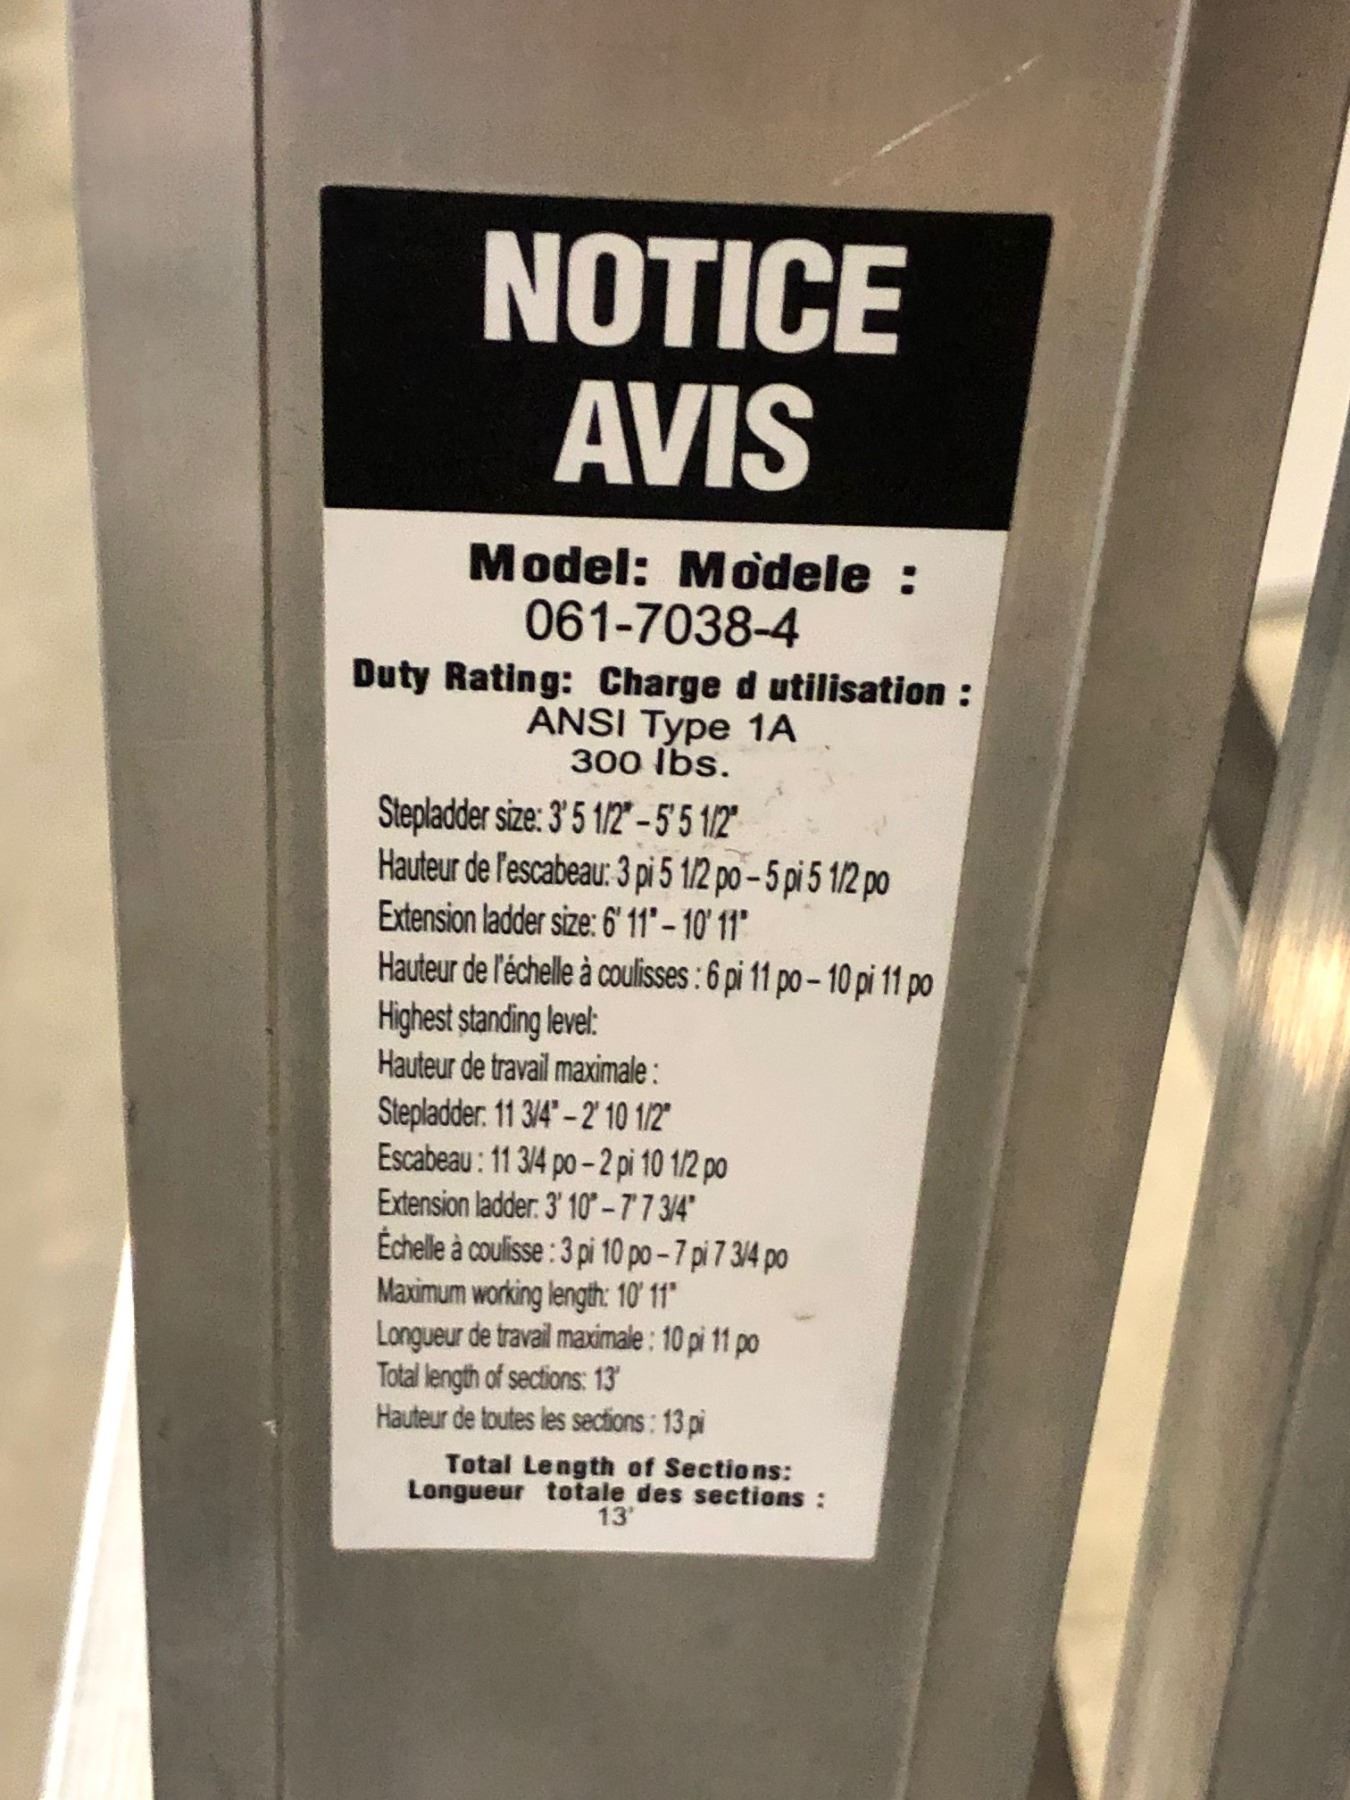 NOTICE
AVIS
Model: Modèle :
061-7038-4
Duty Rating: Charge d utilisation :
ANSI Type 1A
300 lbs.
Stepladder size: 3' 5 1/2" – 5' 5 1/2"
Hauteur de l'escabeau: 3 pi 5 1/2 po – 5 pi 5 1/2 po
Extension ladder size: 6' 11" – 10' 11"
Hauteur de l'échelle à coulisses : 6 pi 11 po – 10 pi 11 po
Highest standing level:
Hauteur de travail maximale :
Stepladder: 11 3/4" – 2' 10 1/2"
Escabeau : 11 3/4 po – 2 pi 10 1/2 po
Extension ladder: 3' 10" – 7' 7 3/4"
Échelle à coulisse : 3 pi 10 po – 7 pi 7 3/4 po
Maximum working length: 10' 11"
Longueur de travail maximale : 10 pi 11 po
Total length of sections: 13'
Hauteur de toutes les sections : 13 pi
Total Length of Sections:
Longueur totale des sections :
13'